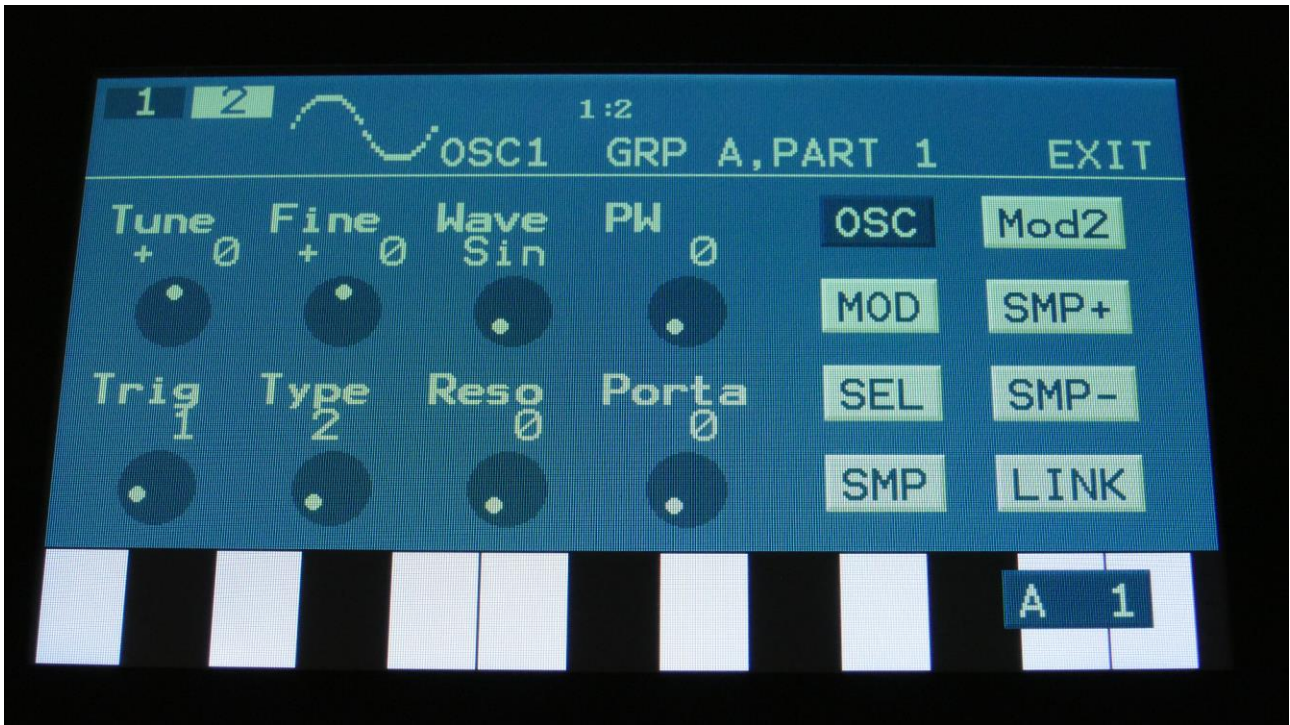 1 2 1:2
OSC1 GRP A,PART 1 EXIT
Tune Fine Wave PW OSC Mod2
+ 0 + 0 Sin 0
MOD SMP+
Trig Type Reso Porta SEL SMP-
1 2 0 0
SMP LINK
A 1